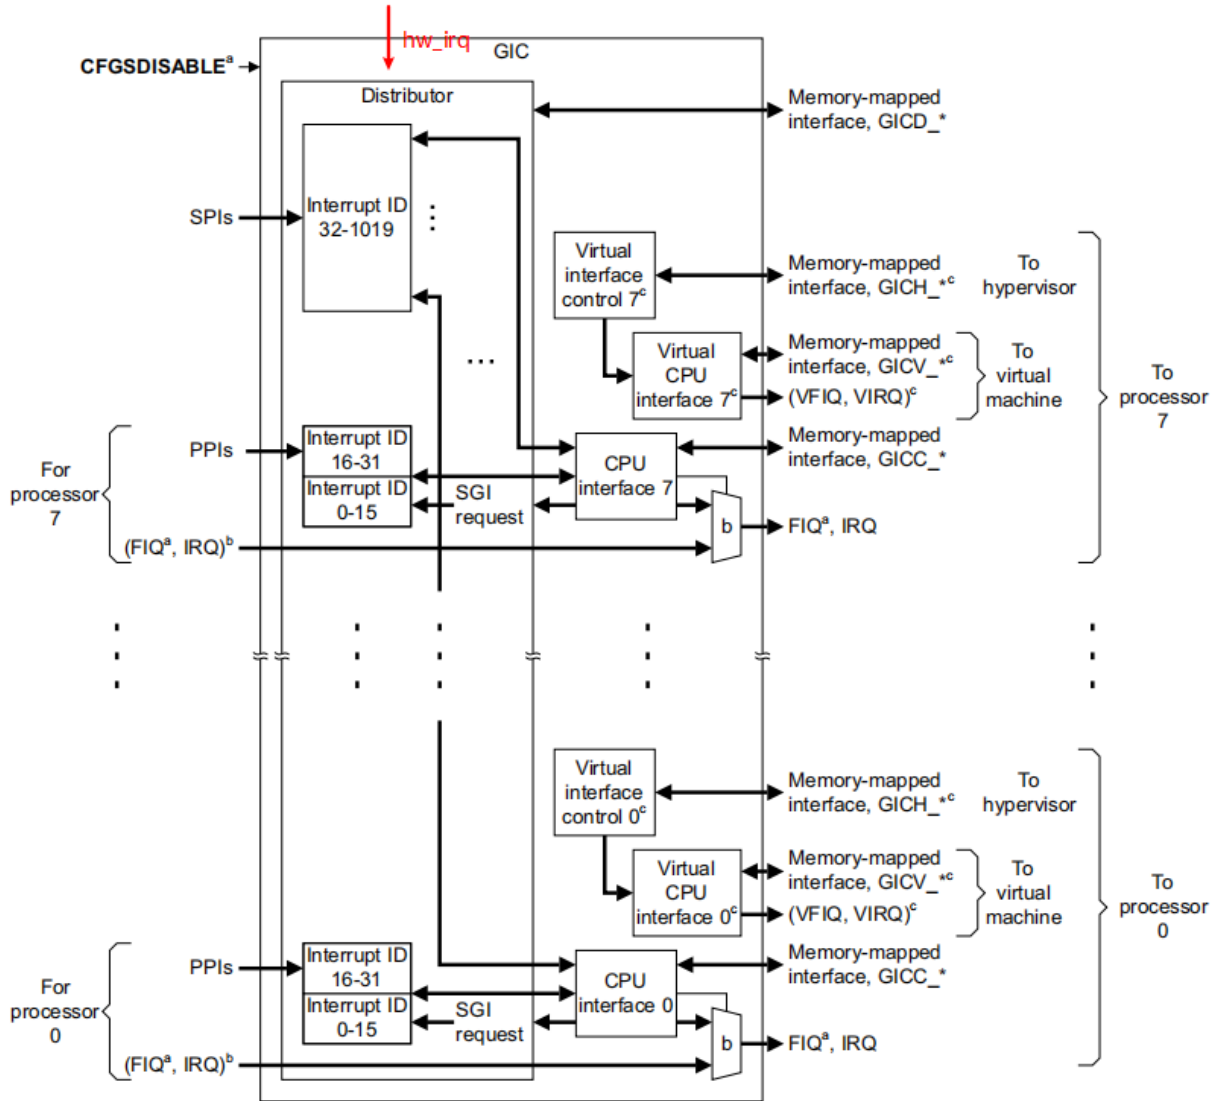 hw_irq
GIC
CFGSDISABLEᵃ
Distributor
Memory-mapped
interface, GICD_*
Interrupt ID
32-1019
SPIs
Virtual
interface
control 7ᶜ
Memory-mapped
interface, GICH_*ᶜ
To
hypervisor
Virtual
CPU
interface 7ᶜ
Memory-mapped
interface, GICV_*ᶜ
(VFIQ, VIRQ)ᶜ
To
virtual
machine
To
processor
7
For
processor
7
PPIs
Interrupt ID
16-31
Interrupt ID
0-15
SGI
request
CPU
interface 7
Memory-mapped
interface, GICC_*
b
FIQᵃ, IRQ
(FIQᵃ, IRQ)ᵇ
Virtual
interface
control 0ᶜ
Memory-mapped
interface, GICH_*ᶜ
To
hypervisor
Virtual
CPU
interface 0ᶜ
Memory-mapped
interface, GICV_*ᶜ
(VFIQ, VIRQ)ᶜ
To
virtual
machine
To
processor
0
For
processor
0
PPIs
Interrupt ID
16-31
Interrupt ID
0-15
SGI
request
CPU
interface 0
Memory-mapped
interface, GICC_*
b
FIQᵃ, IRQ
(FIQᵃ, IRQ)ᵇ